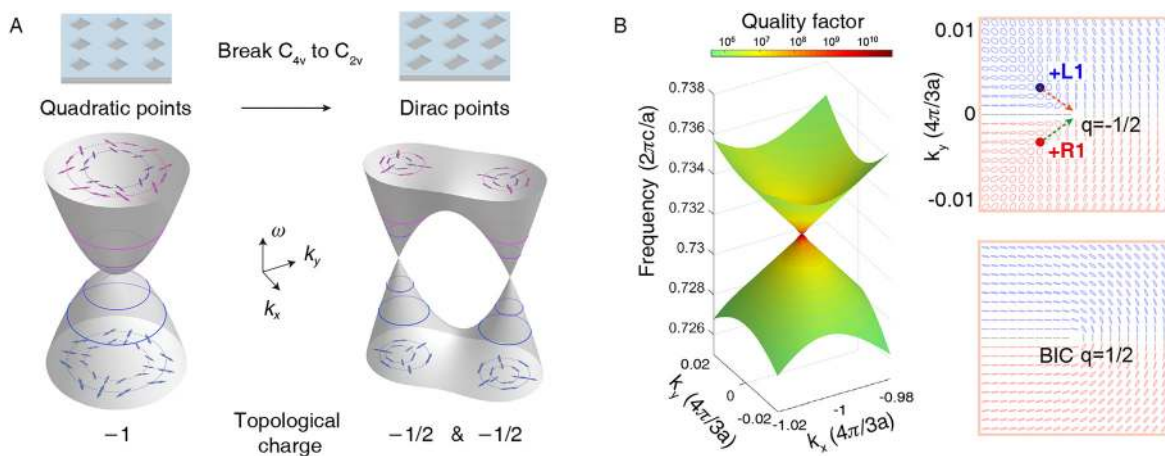 A
Break C4v to C2v
Quadratic points
Dirac points
ω
ky
kx
−1
Topological
charge
−1/2 & −1/2
B
Quality factor
10⁶ 10⁷ 10⁸ 10⁹ 10¹⁰
Frequency (2πc/a)
0.738
0.736
0.734
0.732
0.73
0.728
0.726
0.02
0
-0.02
ky (4π/3a)
-1.02
-1
-0.98
kx (4π/3a)
ky (4π/3a)
0.01
0
-0.01
+L1
q=-1/2
+R1
BIC q=1/2